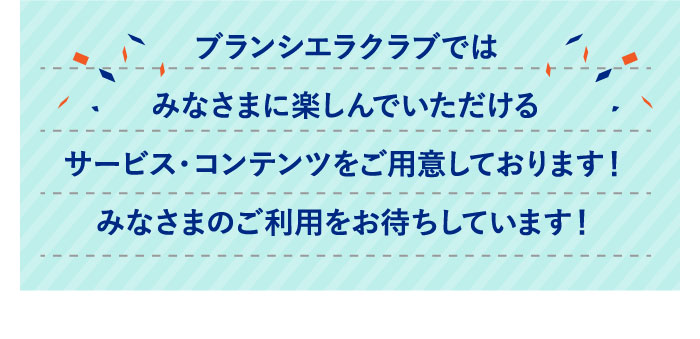 ブランシエラクラブでは
みなさまに楽しんでいただける
サービス・コンテンツをご用意しております！
みなさまのご利用をお待ちしています！